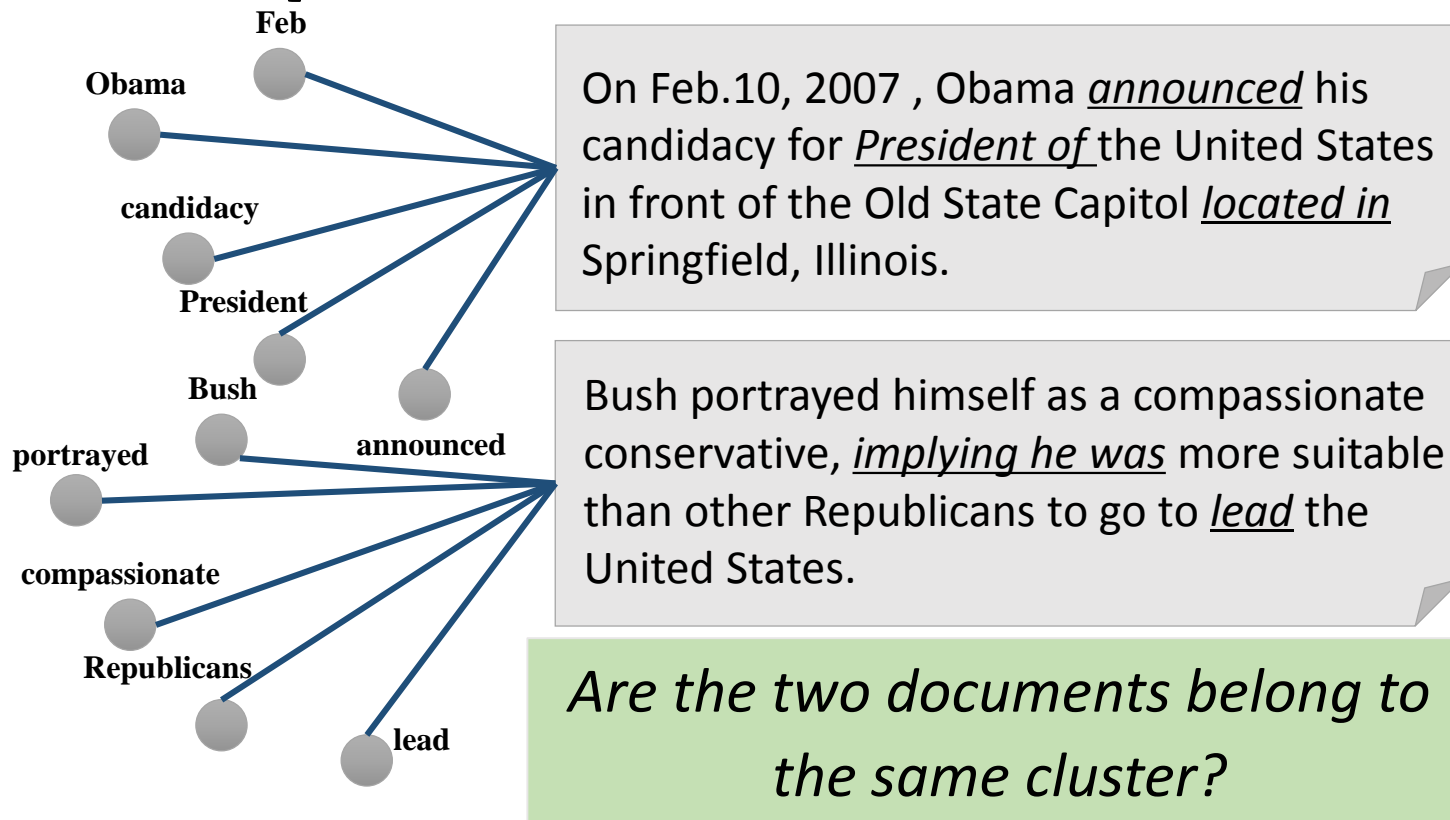 Feb
Obama
candidacy
President
Bush
announced
portrayed
compassionate
Republicans
lead
On Feb.10, 2007 , Obama announced his
candidacy for President of the United States
in front of the Old State Capitol located in
Springfield, Illinois.
Bush portrayed himself as a compassionate
conservative, implying he was more suitable
than other Republicans to go to lead the
United States.
Are the two documents belong to
the same cluster?